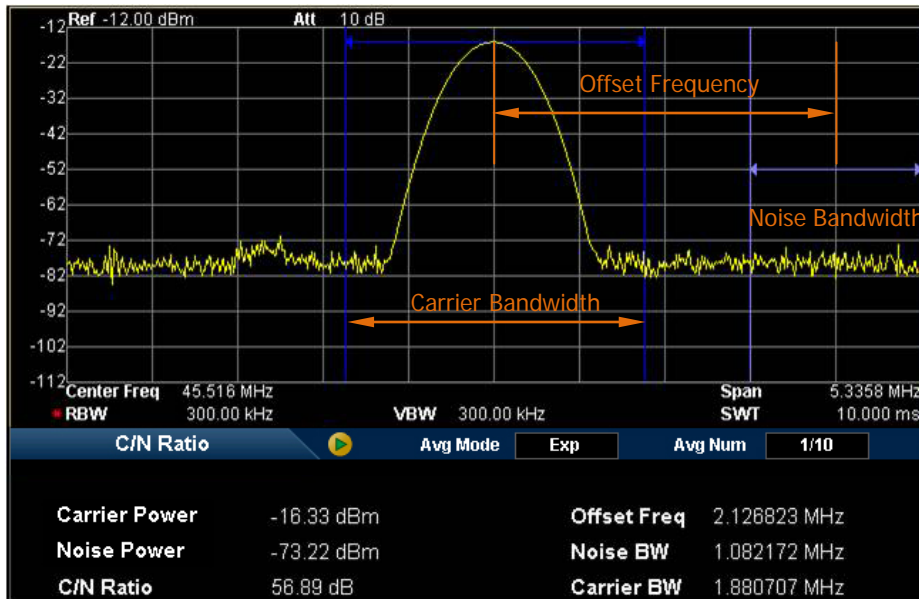 Ref -12.00 dBm Att 10 dB
-12
-22
-32
-42
-52
-62
-72
-82
-92
-102
-112
Offset Frequency
Noise Bandwidth
Carrier Bandwidth
Center Freq 45.516 MHz Span 5.3358 MHz
*RBW 300.00 kHz VBW 300.00 kHz SWT 10.000 ms
C/N Ratio Avg Mode Exp Avg Num 1/10
Carrier Power -16.33 dBm Offset Freq 2.126823 MHz
Noise Power -73.22 dBm Noise BW 1.082172 MHz
C/N Ratio 56.89 dB Carrier BW 1.880707 MHz